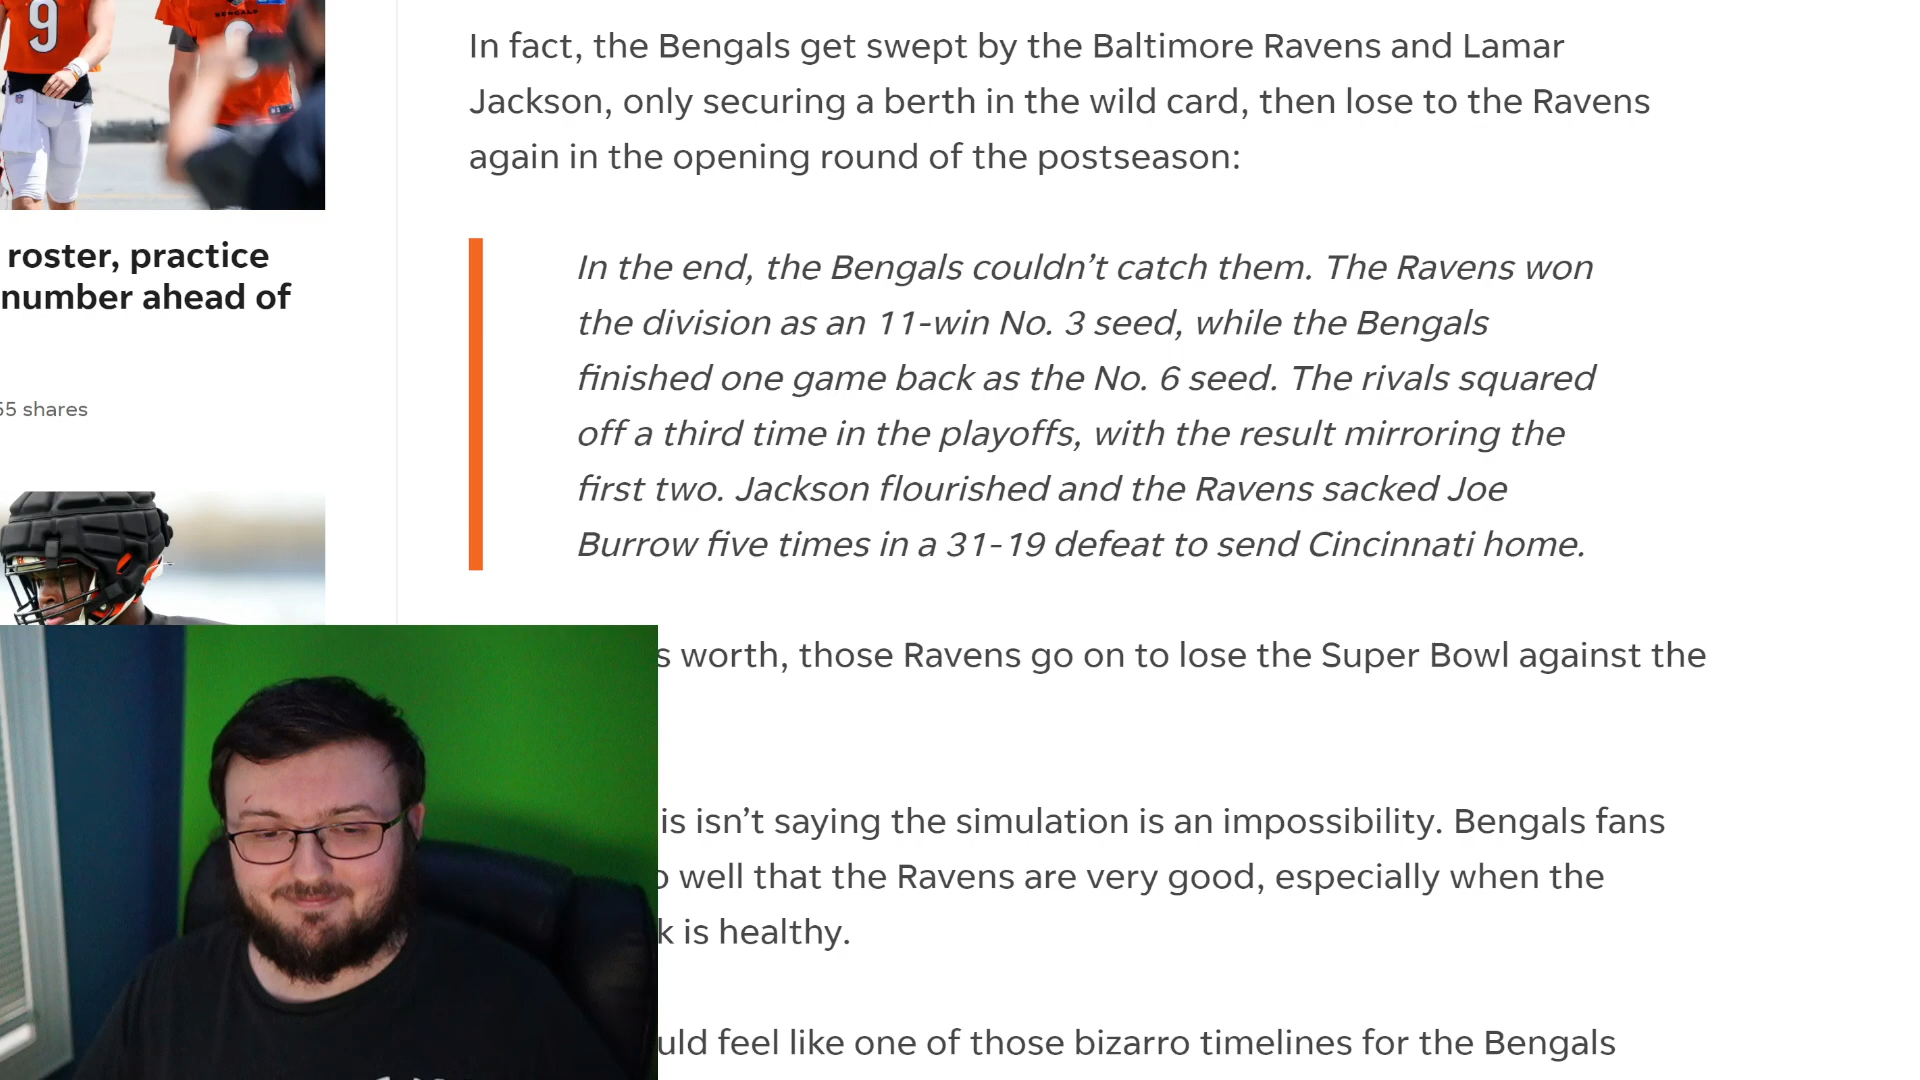 9
BENGALS
roster, practice
number ahead of
55 shares
In fact, the Bengals get swept by the Baltimore Ravens and Lamar
Jackson, only securing a berth in the wild card, then lose to the Ravens
again in the opening round of the postseason:
In the end, the Bengals couldn’t catch them. The Ravens won
the division as an 11-win No. 3 seed, while the Bengals
finished one game back as the No. 6 seed. The rivals squared
off a third time in the playoffs, with the result mirroring the
first two. Jackson flourished and the Ravens sacked Joe
Burrow five times in a 31-19 defeat to send Cincinnati home.
s worth, those Ravens go on to lose the Super Bowl against the
is isn’t saying the simulation is an impossibility. Bengals fans
o well that the Ravens are very good, especially when the
k is healthy.
uld feel like one of those bizarro timelines for the Bengals